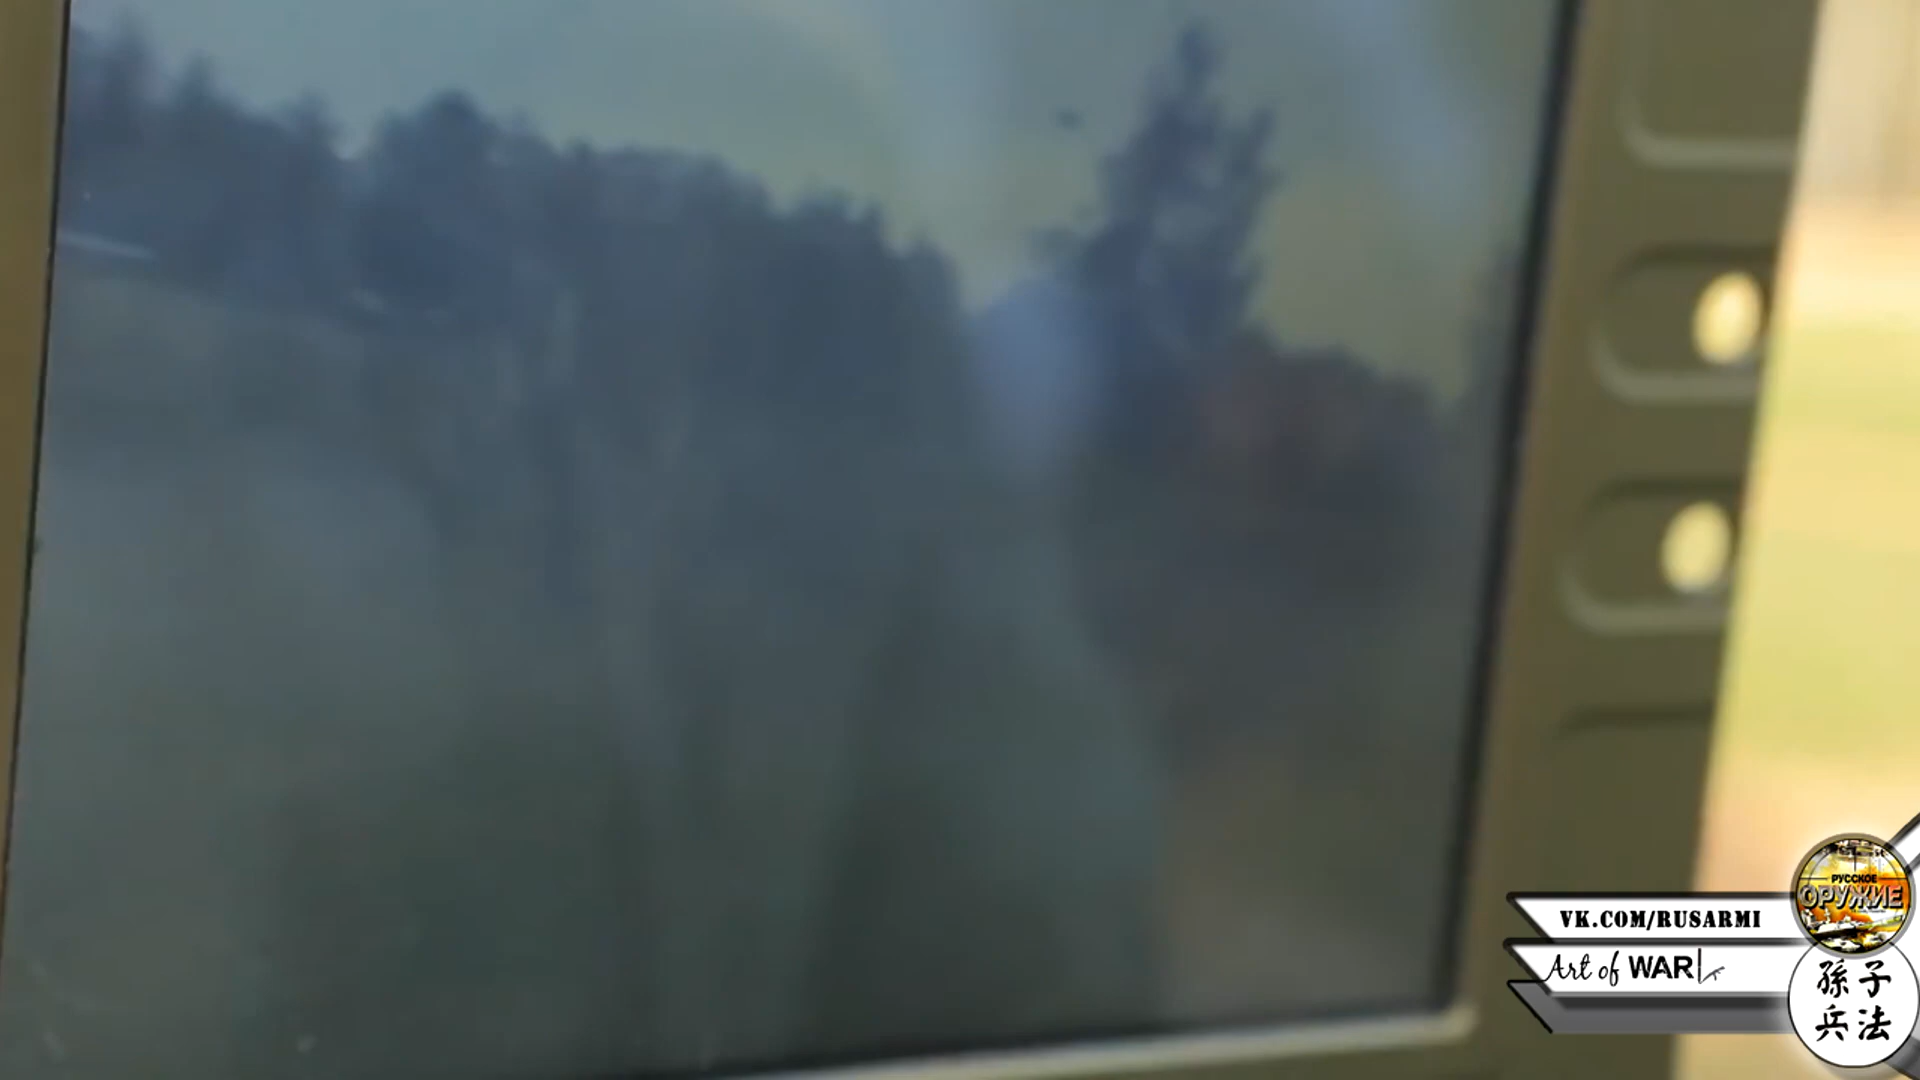 РУССКОЕ
ОРУЖИЕ
VK.COM/RUSARMI
Art of WAR
孫子
兵法